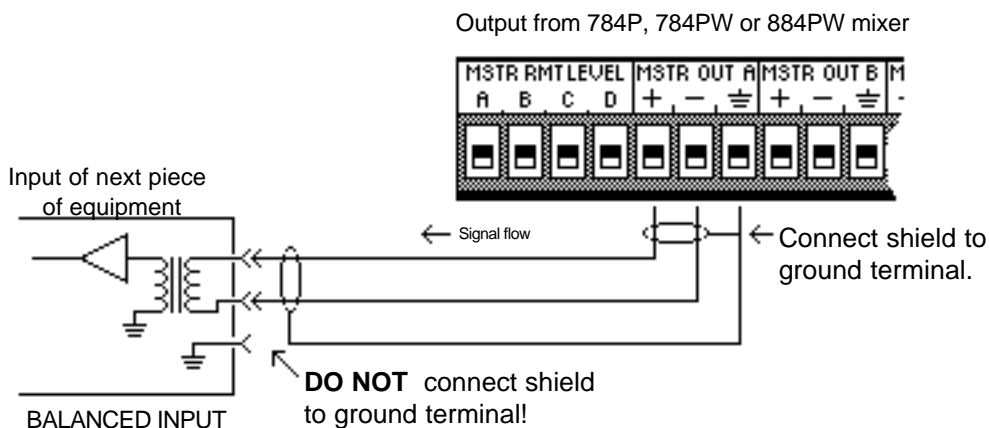 Output from 784P, 784PW or 884PW mixer
MSTR RMT LEVEL MSTR OUT A MSTR OUT B M
A B C D + − + − -
Input of next piece
of equipment
← Signal flow
← Connect shield to
ground terminal.
DO NOT connect shield
to ground terminal!
BALANCED INPUT